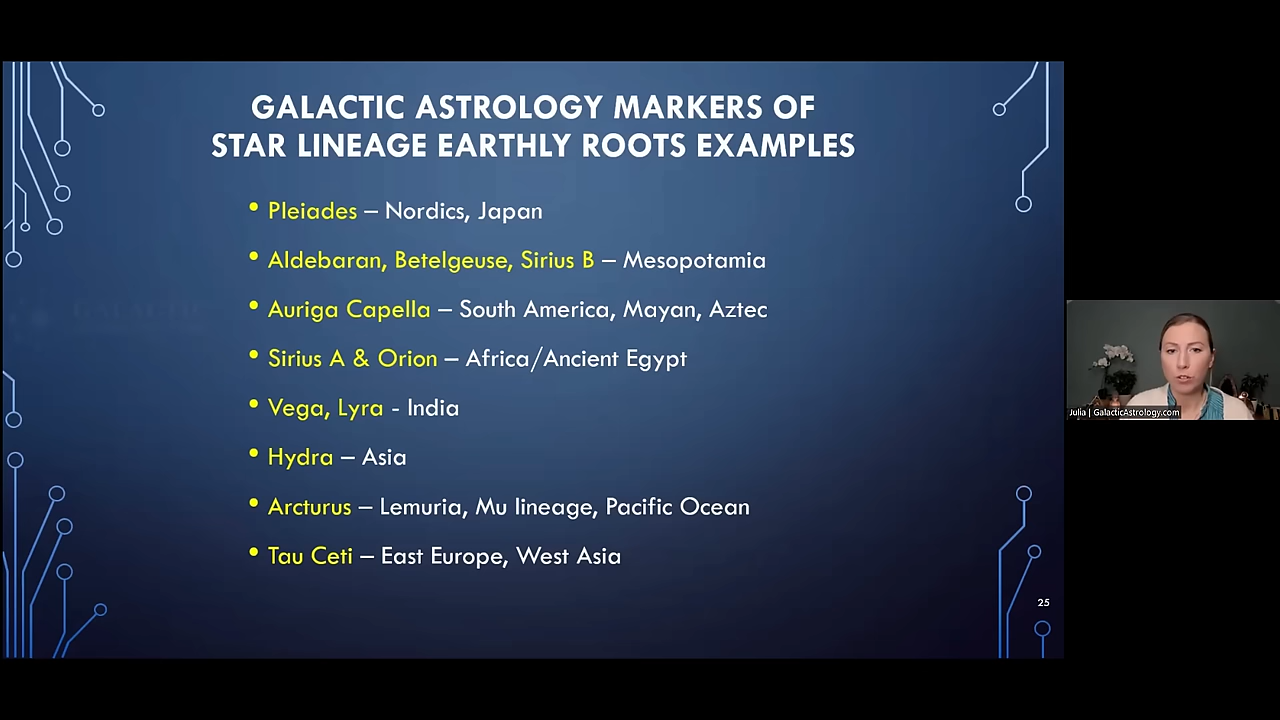 GALACTIC ASTROLOGY MARKERS OF
STAR LINEAGE EARTHLY ROOTS EXAMPLES
• Pleiades – Nordics, Japan
• Aldebaran, Betelgeuse, Sirius B – Mesopotamia
• Auriga Capella – South America, Mayan, Aztec
• Sirius A & Orion – Africa/Ancient Egypt
• Vega, Lyra - India
• Hydra – Asia
• Arcturus – Lemuria, Mu lineage, Pacific Ocean
• Tau Ceti – East Europe, West Asia
25
Julia | GalacticAstrology.com